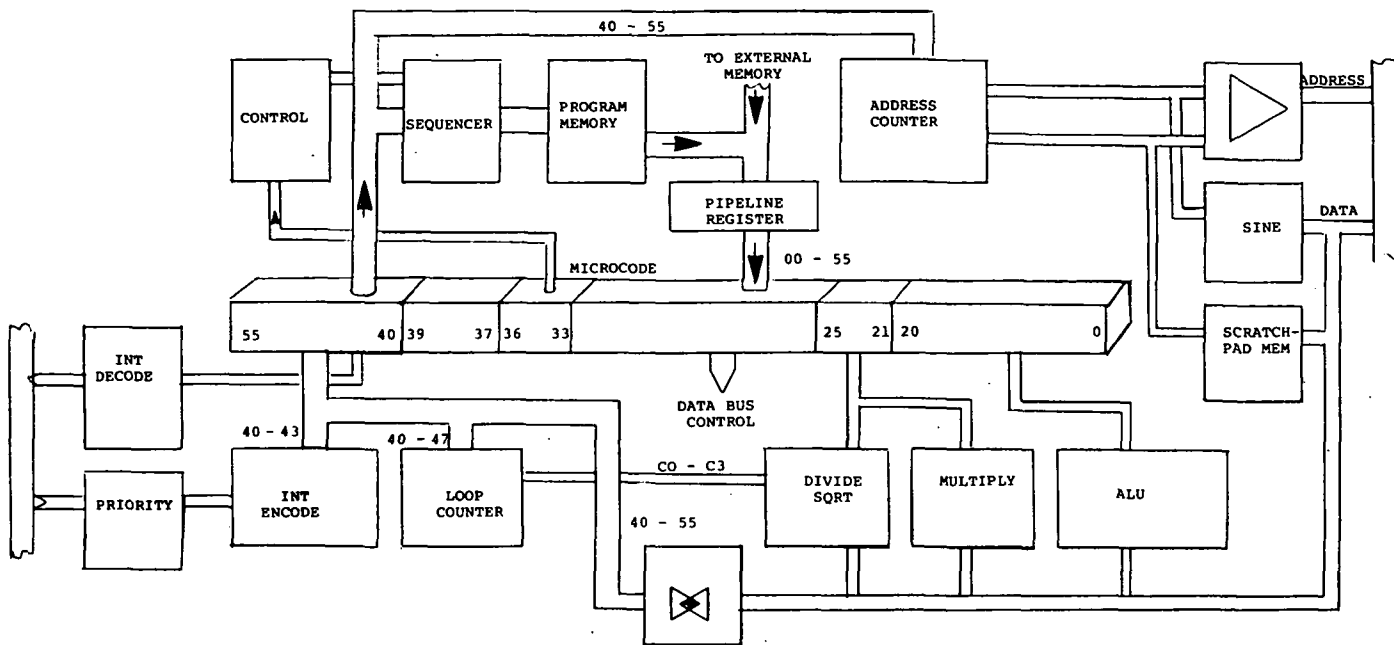 40 - 55
TO EXTERNAL
MEMORY
CONTROL
SEQUENCER
PROGRAM
MEMORY
ADDRESS
COUNTER
ADDRESS
PIPELINE
REGISTER
SINE
DATA
MICROCODE
00 - 55
55
40
39
37
36
33
25
21
20
0
SCRATCH-
PAD MEM
INT
DECODE
DATA BUS
CONTROL
40 - 43
40 - 47
PRIORITY
INT
ENCODE
LOOP
COUNTER
CO - C3
DIVIDE
SQRT
MULTIPLY
ALU
40 - 55